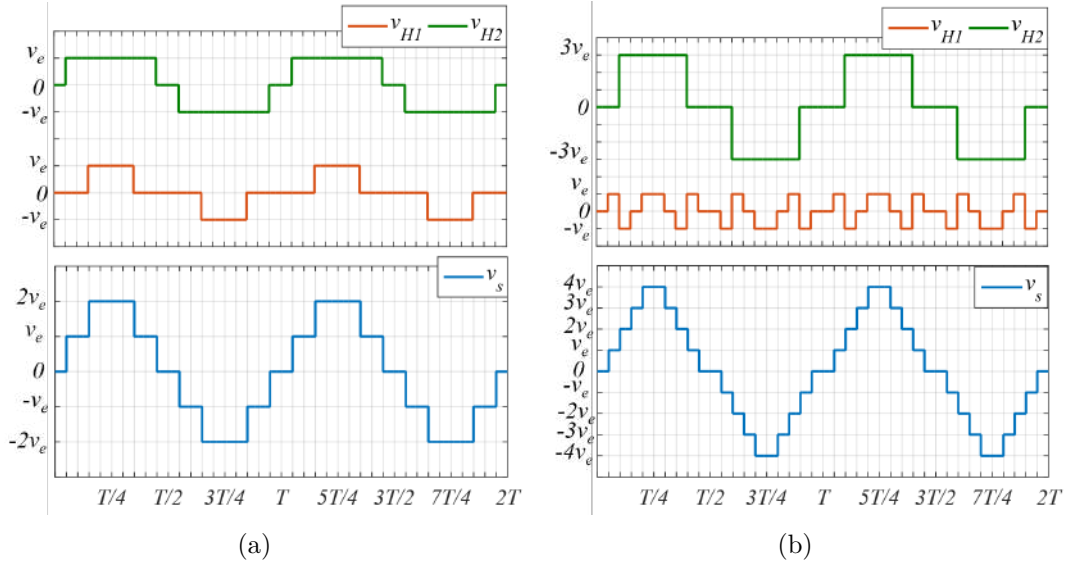 v_H1 v_H2
v_e
0
-v_e
v_e
0
-v_e
v_s
2v_e
v_e
0
-v_e
-2v_e
T/4 T/2 3T/4 T 5T/4 3T/2 7T/4 2T
(a)
v_H1 v_H2
3v_e
0
-3v_e
v_e
0
-v_e
v_s
4v_e
3v_e
2v_e
v_e
0
-v_e
-2v_e
-3v_e
-4v_e
T/4 T/2 3T/4 T 5T/4 3T/2 7T/4 2T
(b)